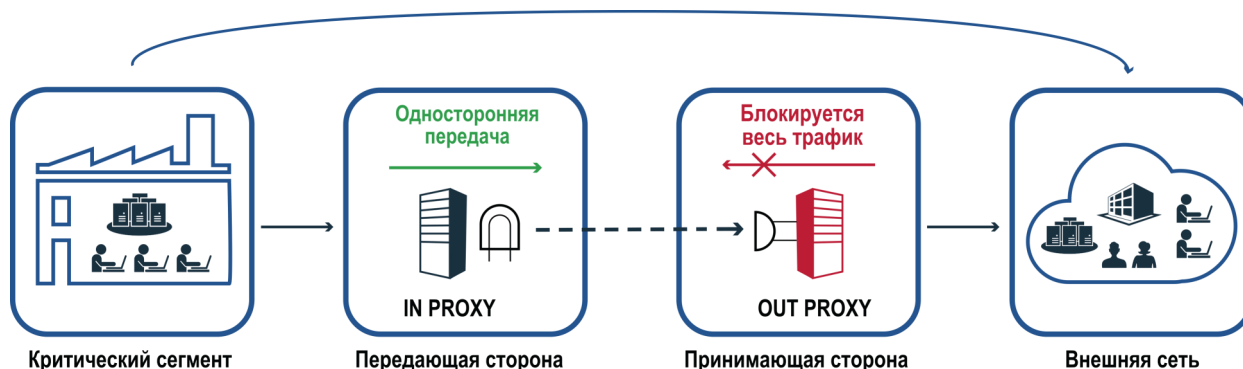 Односторонняя
передача
Блокируется
весь трафик
IN PROXY
OUT PROXY
Критический сегмент
Передающая сторона
Принимающая сторона
Внешняя сеть